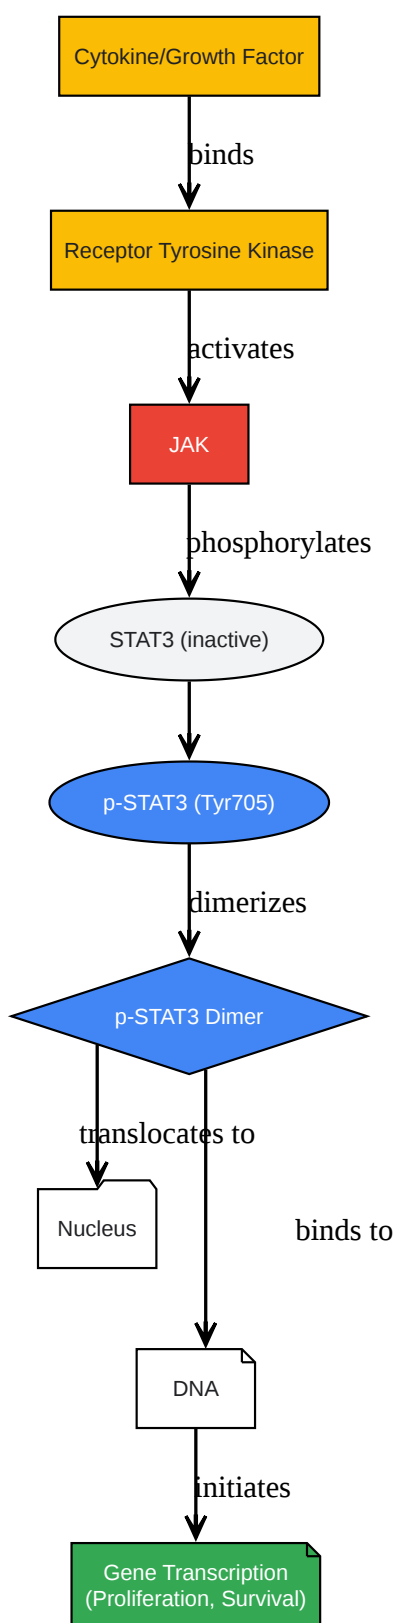 Cytokine/Growth Factor
binds
Receptor Tyrosine Kinase
activates
JAK
phosphorylates
STAT3 (inactive)
p-STAT3 (Tyr705)
dimerizes
p-STAT3 Dimer
translocates to
Nucleus
binds to
DNA
initiates
Gene Transcription
(Proliferation, Survival)